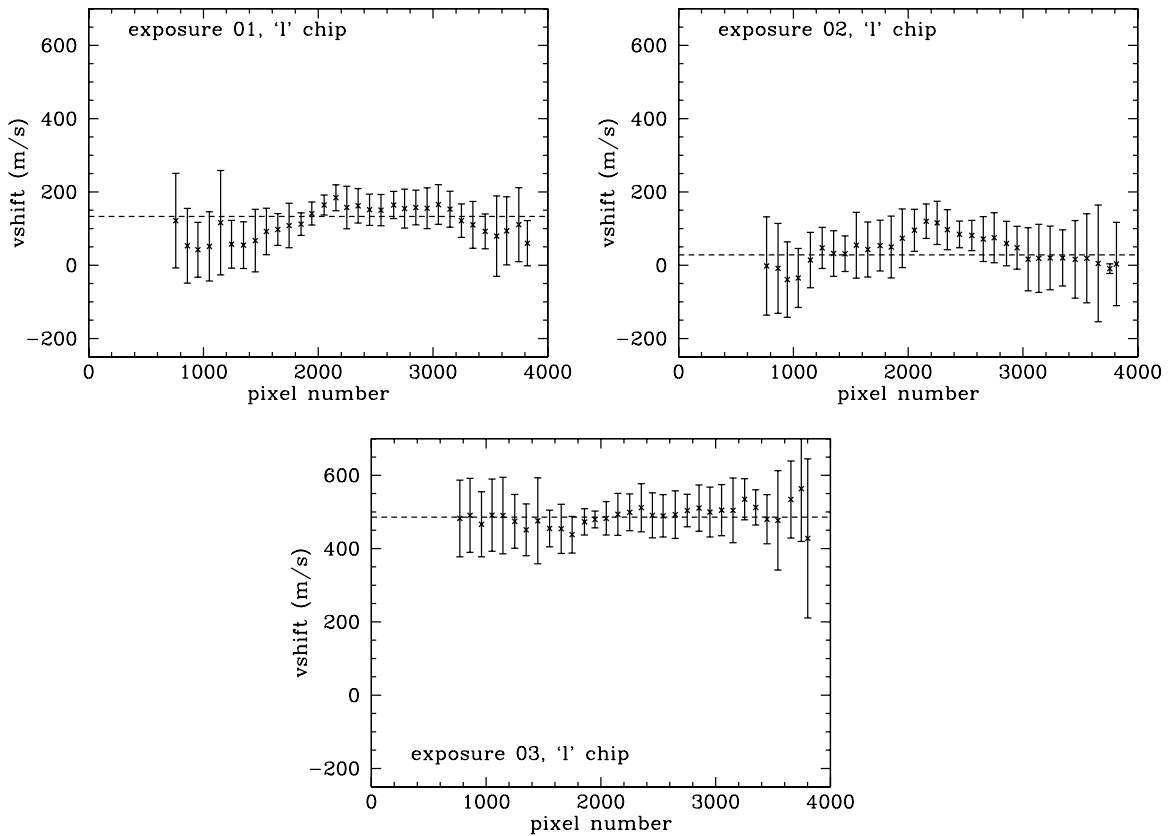 exposure 01, ‘l’ chip
600
400
200
0
−200
vshift (m/s)
0 1000 2000 3000 4000
pixel number
exposure 02, ‘l’ chip
600
400
200
0
−200
vshift (m/s)
0 1000 2000 3000 4000
pixel number
600
400
200
0
−200
vshift (m/s)
exposure 03, ‘l’ chip
0 1000 2000 3000 4000
pixel number